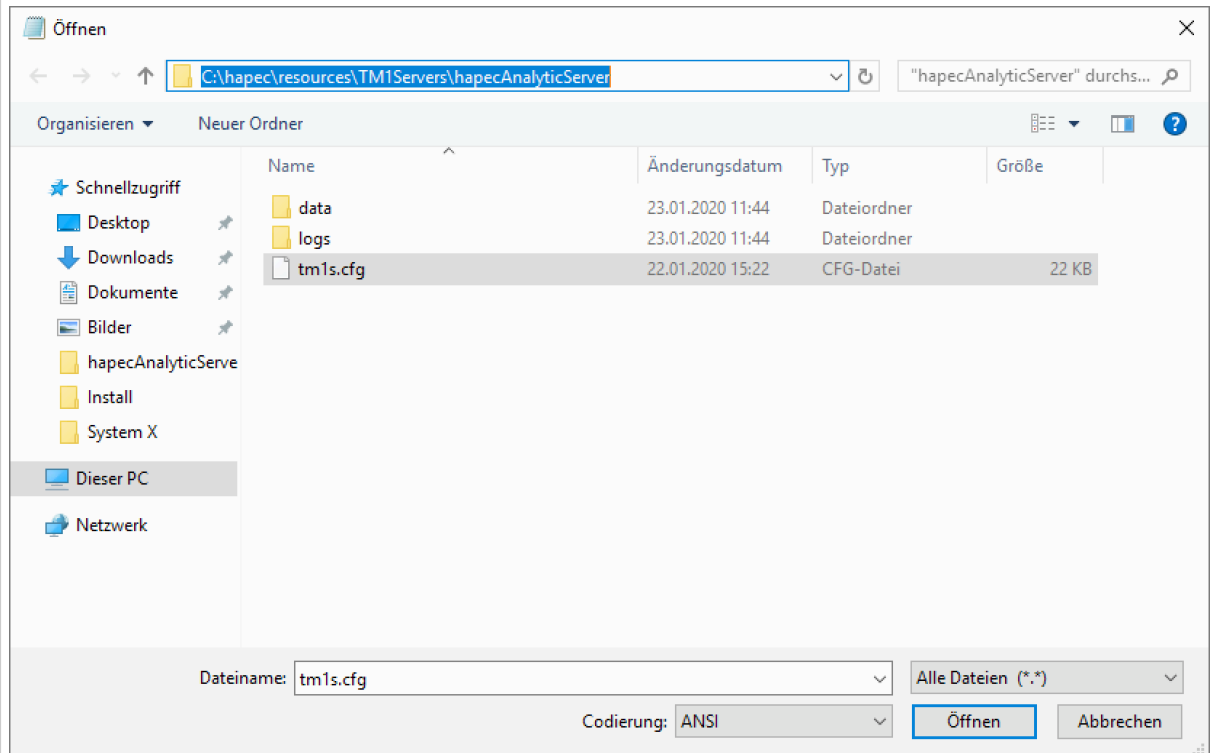 Öffnen
C:\hapec\resources\TM1Servers\hapecAnalyticServer
"hapecAnalyticServer" durchs...
Organisieren
Neuer Ordner
?
Name Änderungsdatum Typ Größe
Schnellzugriff
Desktop
Downloads
Dokumente
Bilder
hapecAnalyticServe
Install
System X
Dieser PC
Netzwerk
data 23.01.2020 11:44 Dateiordner
logs 23.01.2020 11:44 Dateiordner
tm1s.cfg 22.01.2020 15:22 CFG-Datei 22 KB
Dateiname: tm1s.cfg Alle Dateien (*.*)
Codierung: ANSI Öffnen Abbrechen